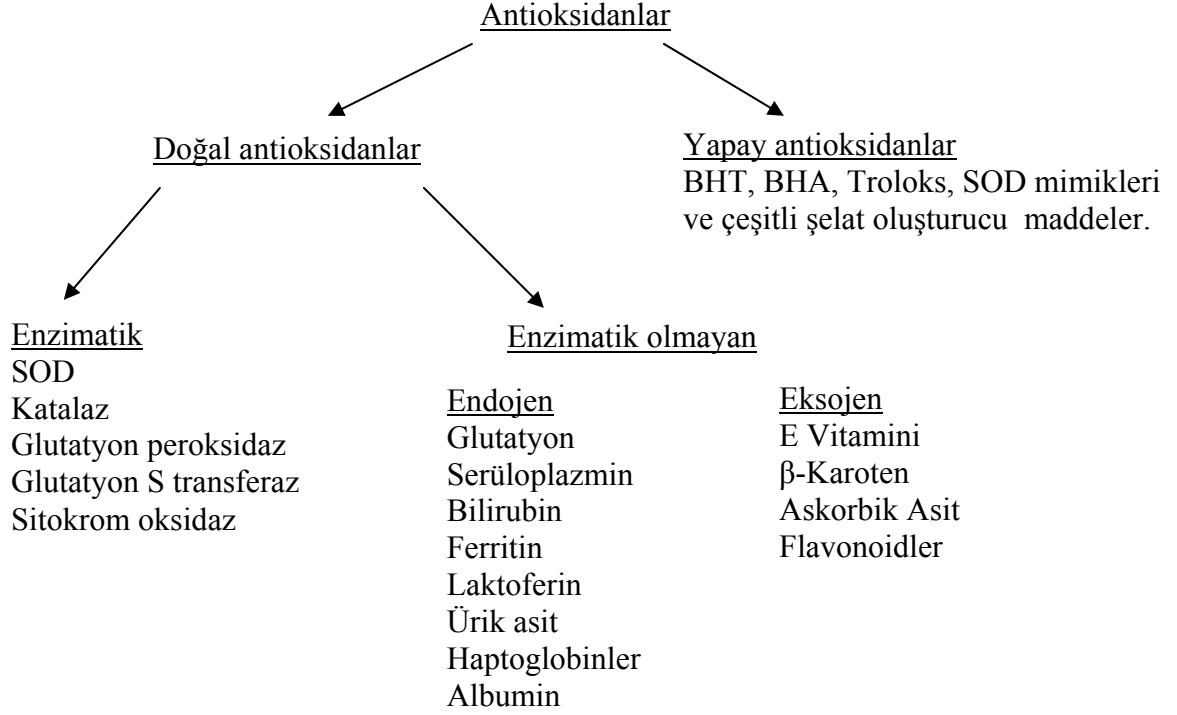 Antioksidanlar
Doğal antioksidanlar
Yapay antioksidanlar
BHT, BHA, Troloks, SOD mimikleri
ve çeşitli şelat oluşturucu  maddeler.
Enzimatik
SOD
Katalaz
Glutatyon peroksidaz
Glutatyon S transferaz
Sitokrom oksidaz
Enzimatik olmayan
Endojen
Glutatyon
Serüloplazmin
Bilirubin
Ferritin
Laktoferin
Ürik asit
Haptoglobinler
Albumin
Eksojen
E Vitamini
β-Karoten
Askorbik Asit
Flavonoidler